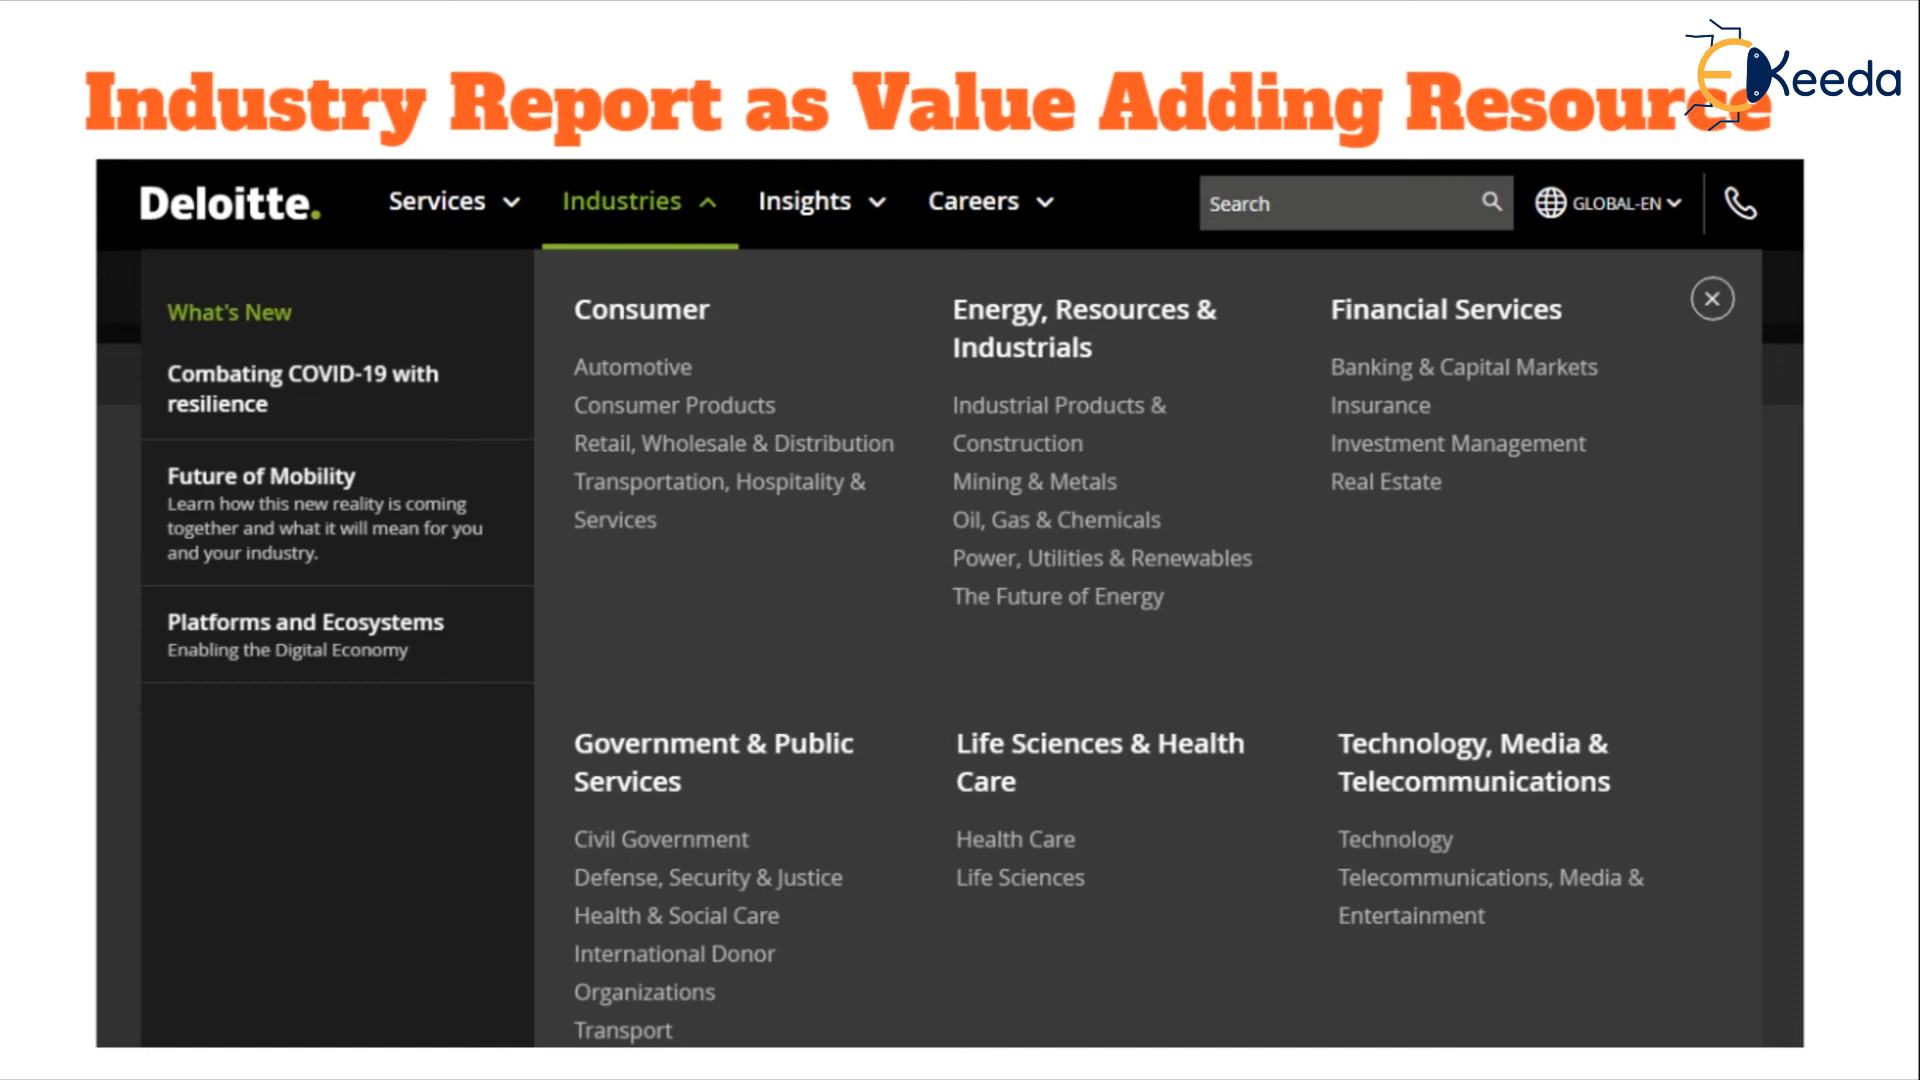 Industry Report as Value Adding Resource
EKeeda
Deloitte.
Services
Industries
Insights
Careers
Search
GLOBAL-EN
What's New
Combating COVID-19 with
resilience
Future of Mobility
Learn how this new reality is coming
together and what it will mean for you
and your industry.
Platforms and Ecosystems
Enabling the Digital Economy
Consumer
Automotive
Consumer Products
Retail, Wholesale & Distribution
Transportation, Hospitality &
Services
Energy, Resources &
Industrials
Industrial Products &
Construction
Mining & Metals
Oil, Gas & Chemicals
Power, Utilities & Renewables
The Future of Energy
Financial Services
Banking & Capital Markets
Insurance
Investment Management
Real Estate
Government & Public
Services
Civil Government
Defense, Security & Justice
Health & Social Care
International Donor
Organizations
Transport
Life Sciences & Health
Care
Health Care
Life Sciences
Technology, Media &
Telecommunications
Technology
Telecommunications, Media &
Entertainment